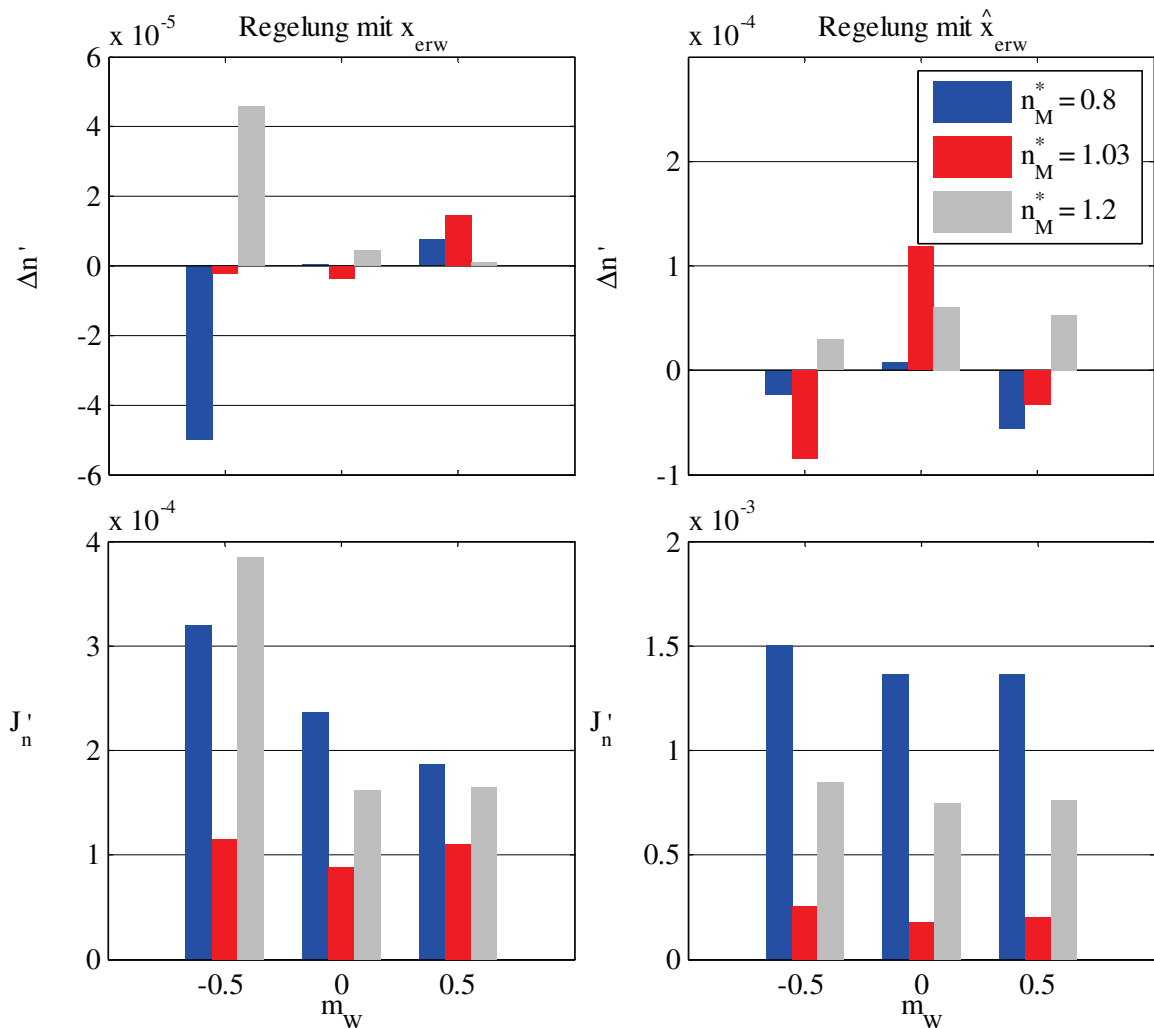 x 10^-5
Regelung mit x_erw
6
4
2
0
-2
-4
-6
Δn'
x 10^-4
Regelung mit x̂_erw
n_M^* = 0.8
n_M^* = 1.03
n_M^* = 1.2
2
1
0
-1
Δn'
x 10^-4
4
3
2
1
0
J_n'
-0.5 0 0.5
m_W
x 10^-3
2
1.5
1
0.5
0
J_n'
-0.5 0 0.5
m_W